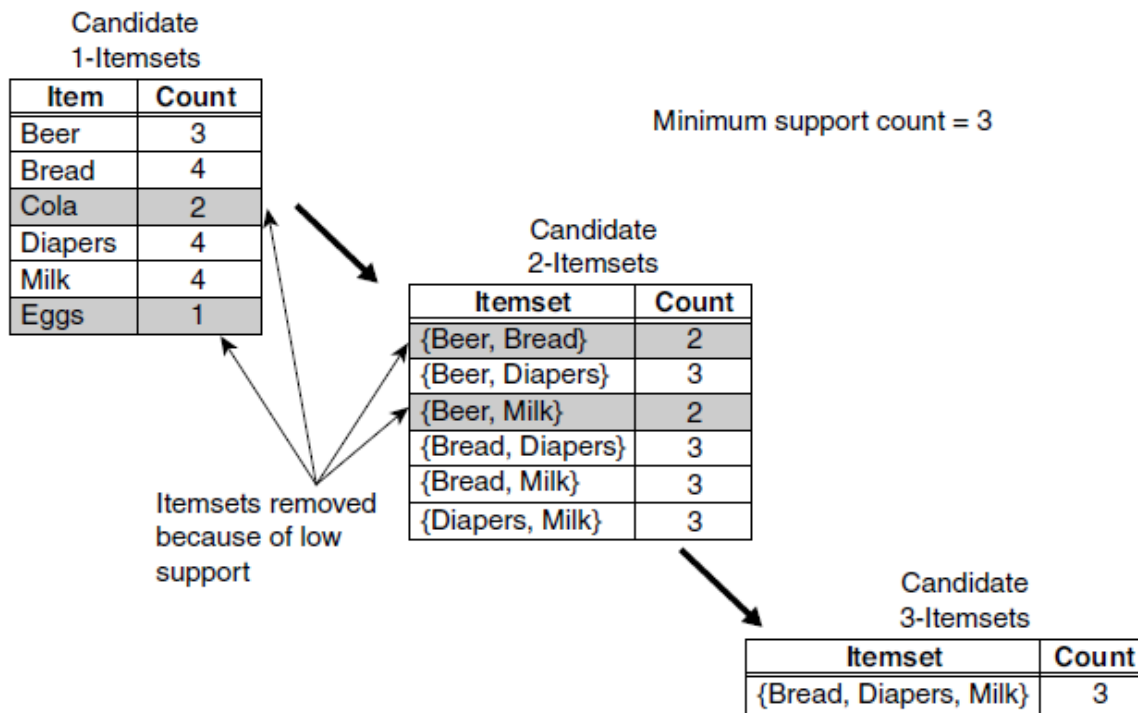 Candidate
1-Itemsets
Item Count
Beer 3
Bread 4
Cola 2
Diapers 4
Milk 4
Eggs 1
Minimum support count = 3
Candidate
2-Itemsets
Itemset Count
{Beer, Bread} 2
{Beer, Diapers} 3
{Beer, Milk} 2
{Bread, Diapers} 3
{Bread, Milk} 3
{Diapers, Milk} 3
Itemsets removed
because of low
support
Candidate
3-Itemsets
Itemset Count
{Bread, Diapers, Milk} 3